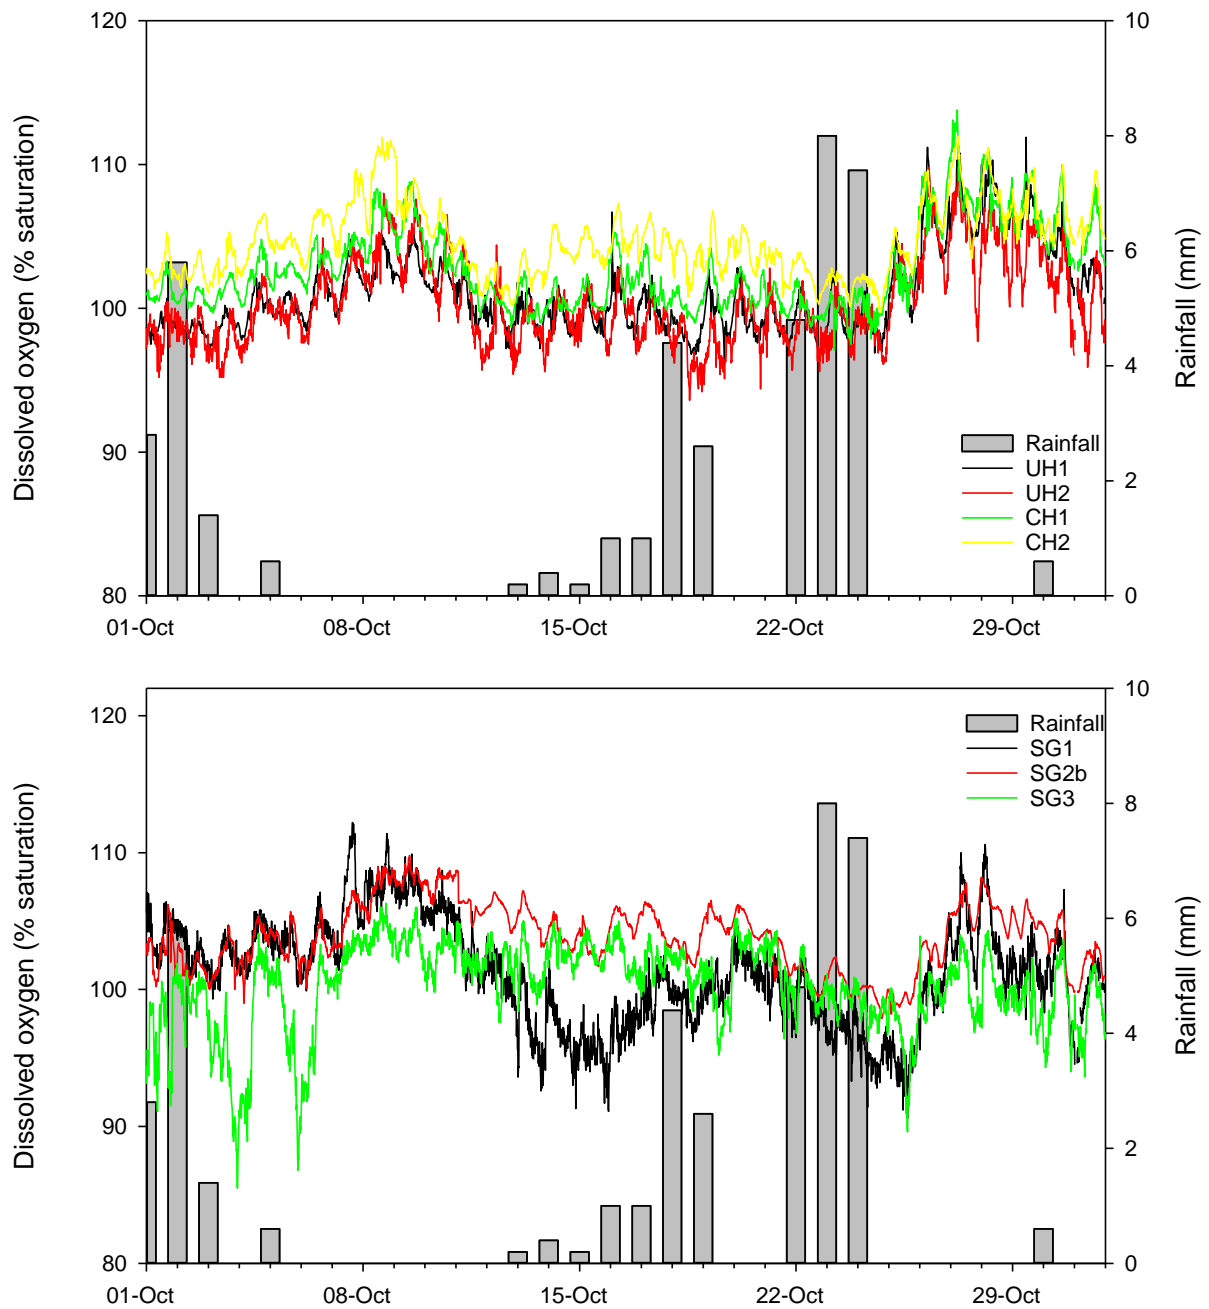 120
10
110
8
6
100
4
90
2
80
0
01-Oct
08-Oct
15-Oct
22-Oct
29-Oct
Dissolved oxygen (% saturation)
Rainfall (mm)
Rainfall
UH1
UH2
CH1
CH2
10
120
8
110
6
100
4
90
2
80
0
01-Oct
08-Oct
15-Oct
22-Oct
29-Oct
Dissolved oxygen (% saturation)
Rainfall (mm)
Rainfall
SG1
SG2b
SG3